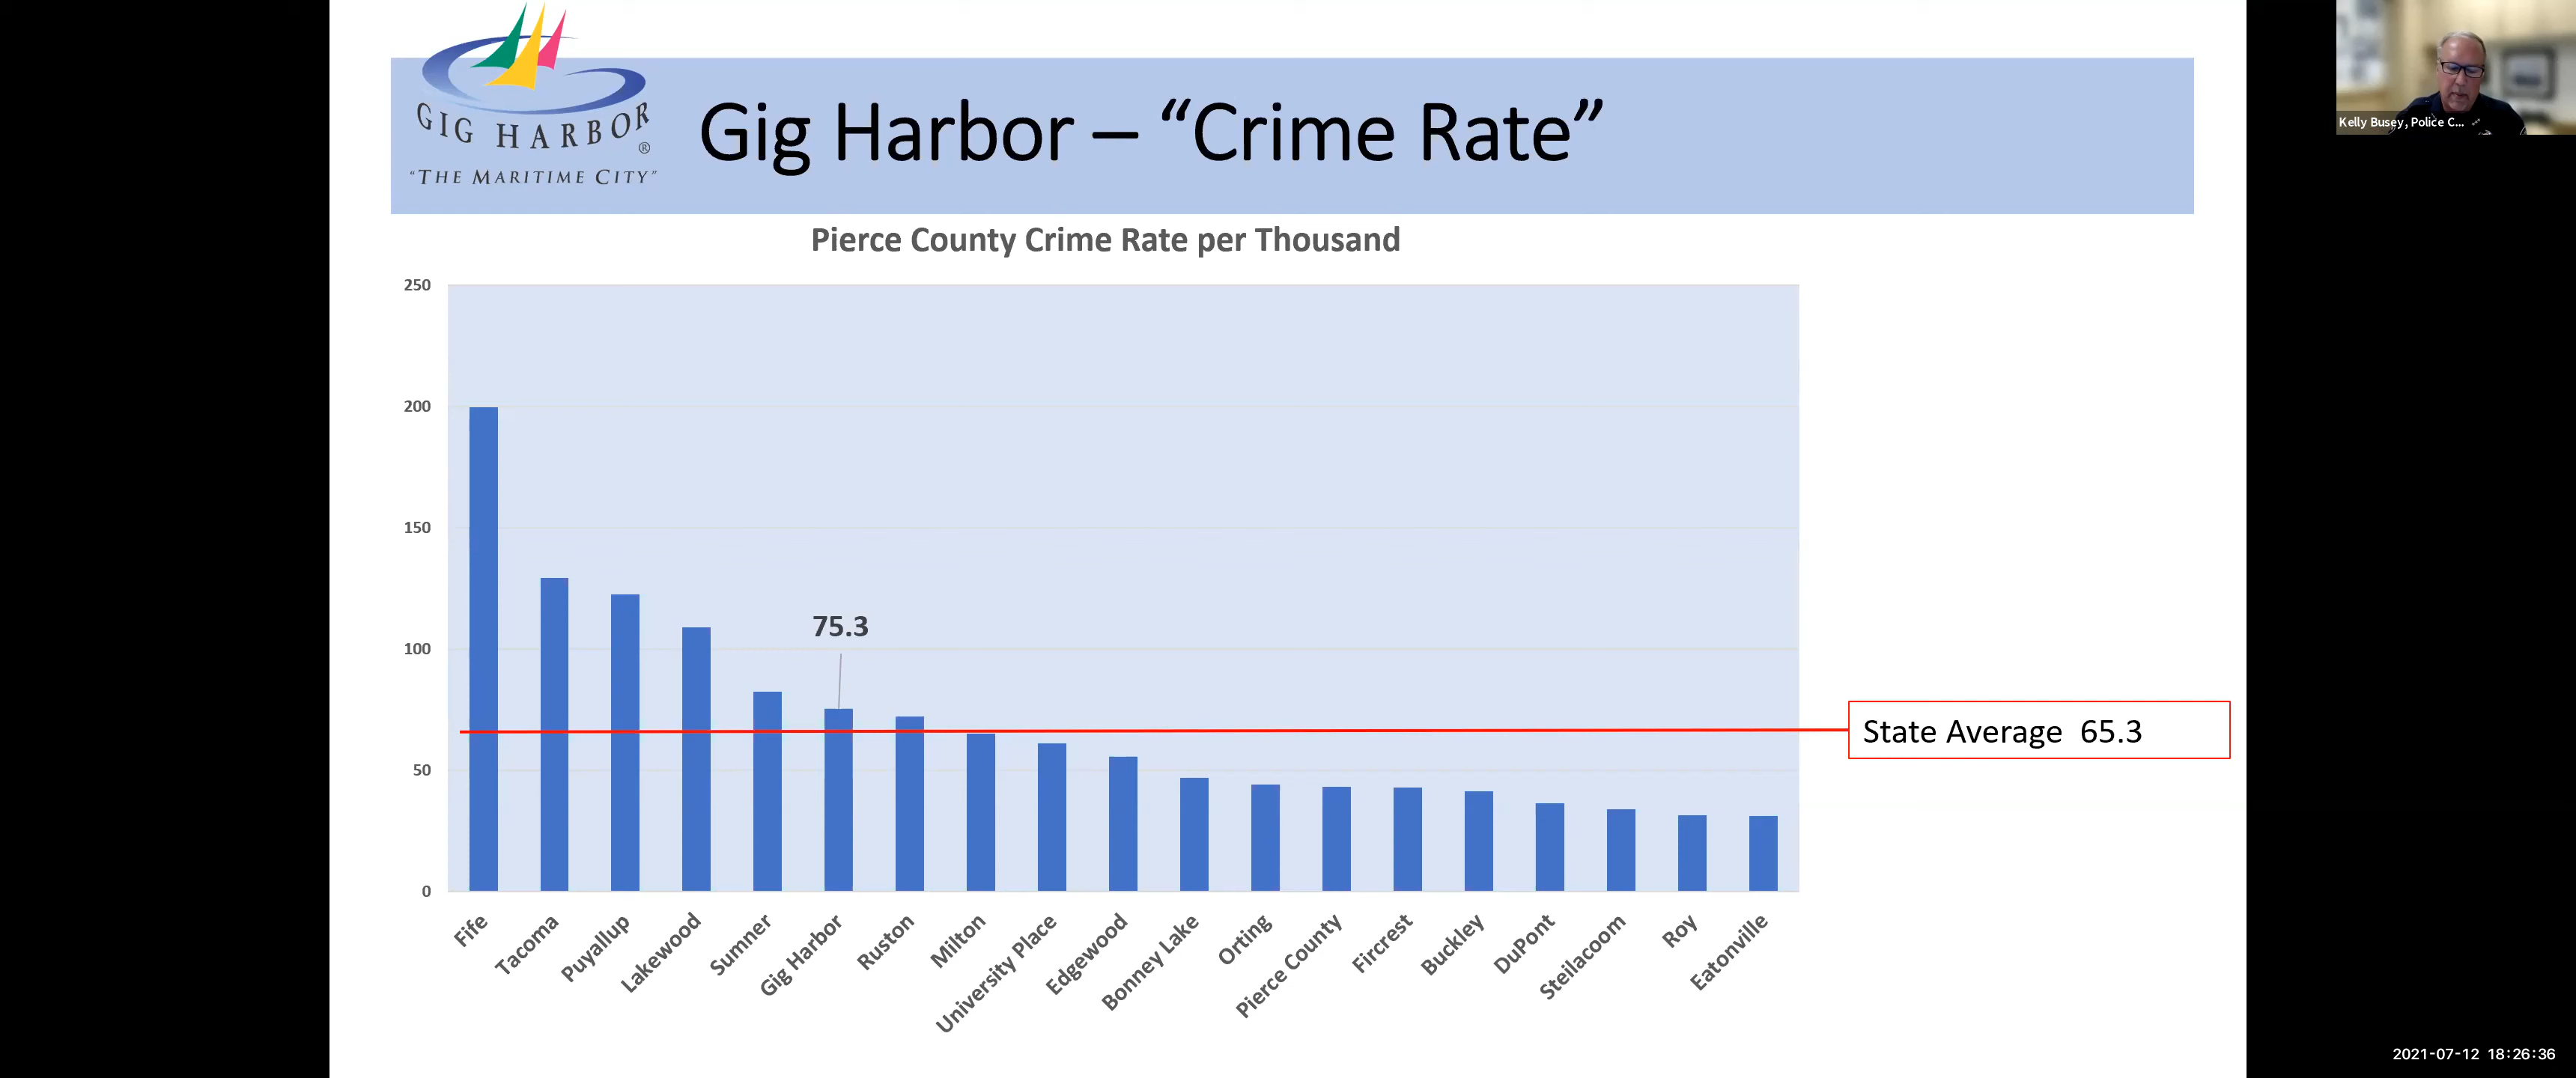 GIG HARBOR
®
"THE MARITIME CITY"
Gig Harbor – “Crime Rate”
Kelly Busey, Police C...
Pierce County Crime Rate per Thousand
250
200
150
100
50
0
75.3
State Average 65.3
Fife
Tacoma
Puyallup
Lakewood
Sumner
Gig Harbor
Ruston
Milton
University Place
Edgewood
Bonney Lake
Orting
Pierce County
Fircrest
Buckley
DuPont
Steilacoom
Roy
Eatonville
2021-07-12 18:26:36